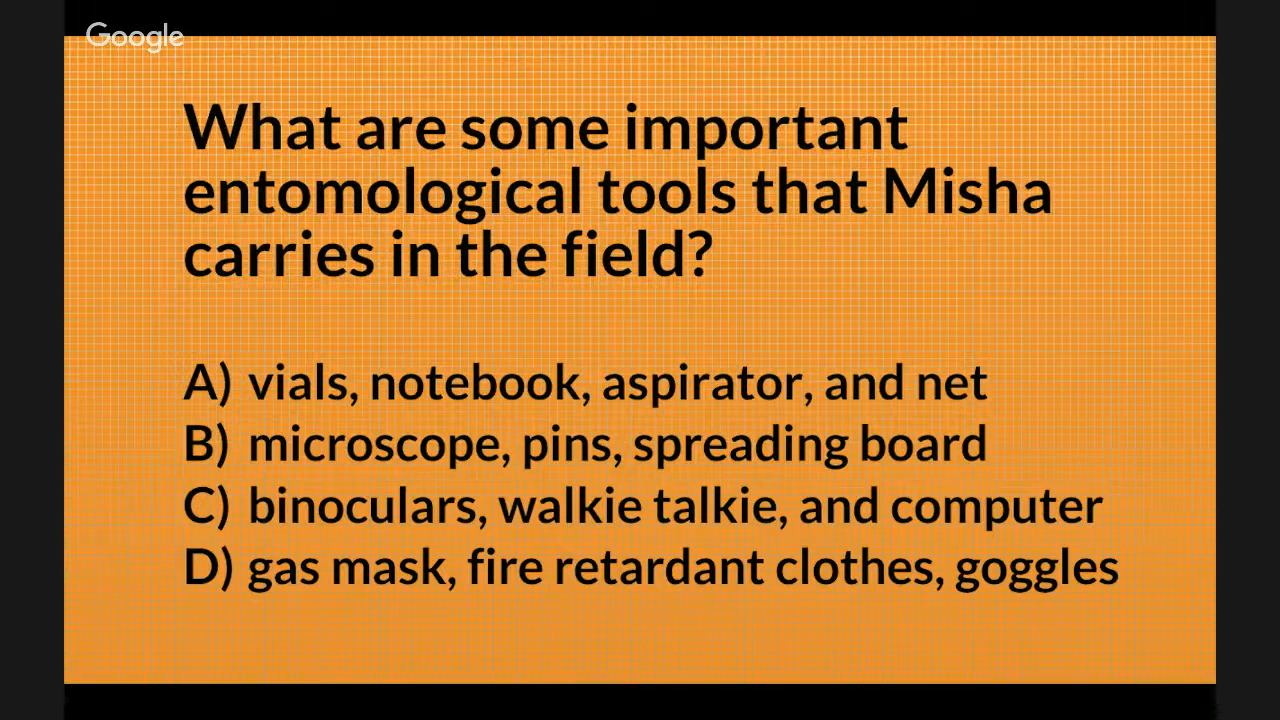 Google
What are some important
entomological tools that Misha
carries in the field?
A) vials, notebook, aspirator, and net
B) microscope, pins, spreading board
C) binoculars, walkie talkie, and computer
D) gas mask, fire retardant clothes, goggles